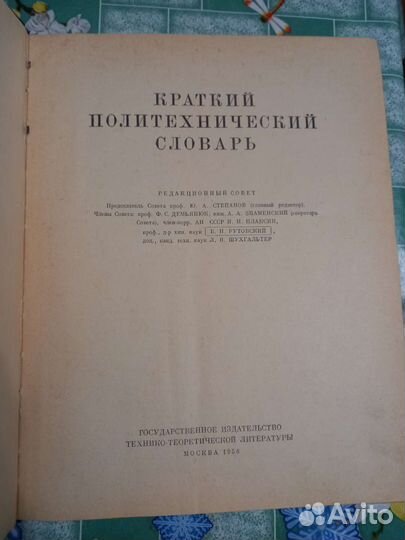 КРАТКИЙ
ПОЛИТЕХНИЧЕСКИЙ
СЛОВАРЬ
РЕДАКЦИОННЫЙ СОВЕТ
Председатель Совета проф. Ю. А. СТЕПАНОВ (главный редактор).
Члены Совета: проф. Ф. С. ДЕМЬЯНЮК, инж. А. А. ЗНАМЕНСКИЙ (секретарь
Совета), член-корр. АН СССР И. Н. ПЛАКСИН,
проф., д-р хим. наук Б. Н. РУТОВСКИЙ,
доц., канд. техн. наук Л. Я. ШУХГАЛЬТЕР
ГОСУДАРСТВЕННОЕ ИЗДАТЕЛЬСТВО
ТЕХНИКО-ТЕОРЕТИЧЕСКОЙ ЛИТЕРАТУРЫ
МОСКВА 1956
Avito